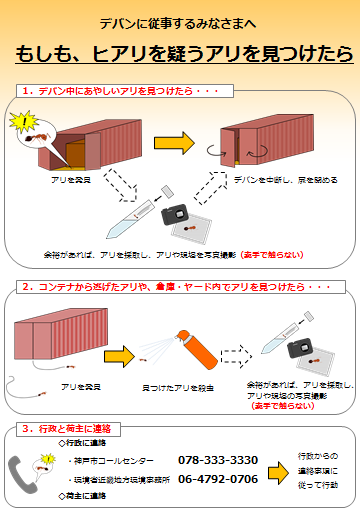 デバンに従事するみなさまへ
もしも、ヒアリを疑うアリを見つけたら
１．デバン中にあやしいアリを見つけたら・・・
アリを発見
デバンを中断し、扉を閉める
余裕があれば、アリを採取し、アリや現場を写真撮影（素手で触らない）
２．コンテナから逃げたアリや、倉庫・ヤード内でアリを見つけたら・・・
アリを発見
見つけたアリを殺虫
余裕があれば、アリを採取し、
アリや現場の写真撮影
（素手で触らない）
３．行政と荷主に連絡
◇行政に連絡
・神戸市コールセンター　078-333-3330
・環境省近畿地方環境事務所　06-4792-0706
◇荷主に連絡
行政からの
連絡事項に
従って行動